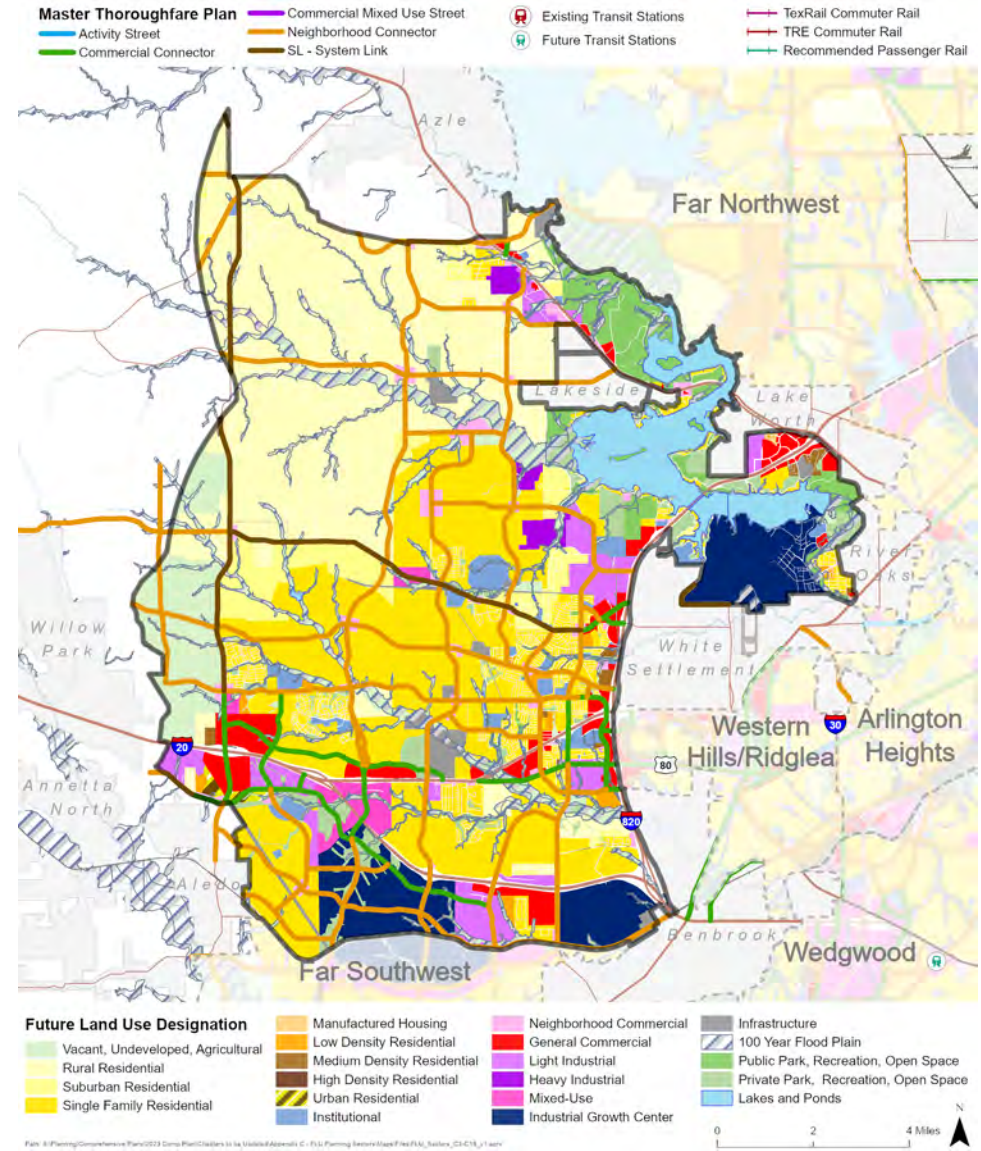 Master Thoroughfare Plan
Activity Street
Commercial Connector
Commercial Mixed Use Street
Neighborhood Connector
SL - System Link
Existing Transit Stations
Future Transit Stations
TexRail Commuter Rail
TRE Commuter Rail
Recommended Passenger Rail
Azle
Far Northwest
Lakeside
Lake
Worth
River
Oaks
Willow
Park
White
Settlement
Western
Hills/Ridglea
30
Arlington
Heights
20
80
Annetta
North
820
Aledo
Benbrook
Wedgwood
Far Southwest
Future Land Use Designation
Vacant, Undeveloped, Agricultural
Rural Residential
Suburban Residential
Single Family Residential
Manufactured Housing
Low Density Residential
Medium Density Residential
High Density Residential
Urban Residential
Institutional
Neighborhood Commercial
General Commercial
Light Industrial
Heavy Industrial
Mixed-Use
Industrial Growth Center
Infrastructure
100 Year Flood Plain
Public Park, Recreation, Open Space
Private Park, Recreation, Open Space
Lakes and Ponds
N
0 2 4 Miles